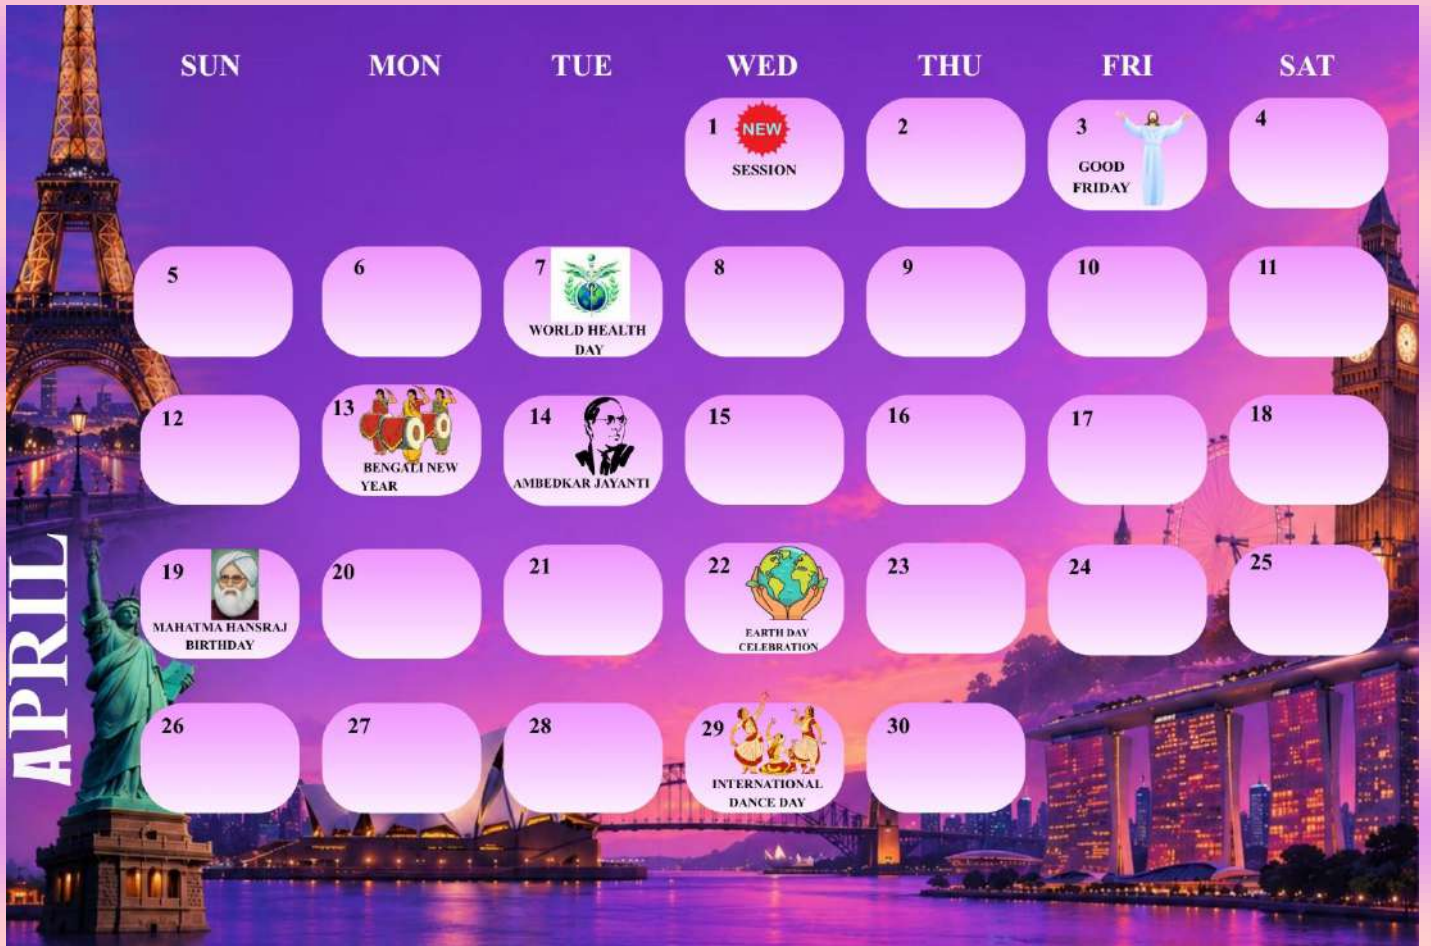 SUN MON TUE WED THU FRI SAT
1 NEW
SESSION
2
3
GOOD
FRIDAY
4
5
6
7
WORLD HEALTH
DAY
8
9
10
11
12
13
BENGALI NEW
YEAR
14
AMBEDKAR JAYANTI
15
16
17
18
19
MAHATMA HANSRAJ
BIRTHDAY
20
21
22
EARTH DAY
CELEBRATION
23
24
25
26
27
28
29
INTERNATIONAL
DANCE DAY
30
APRIL